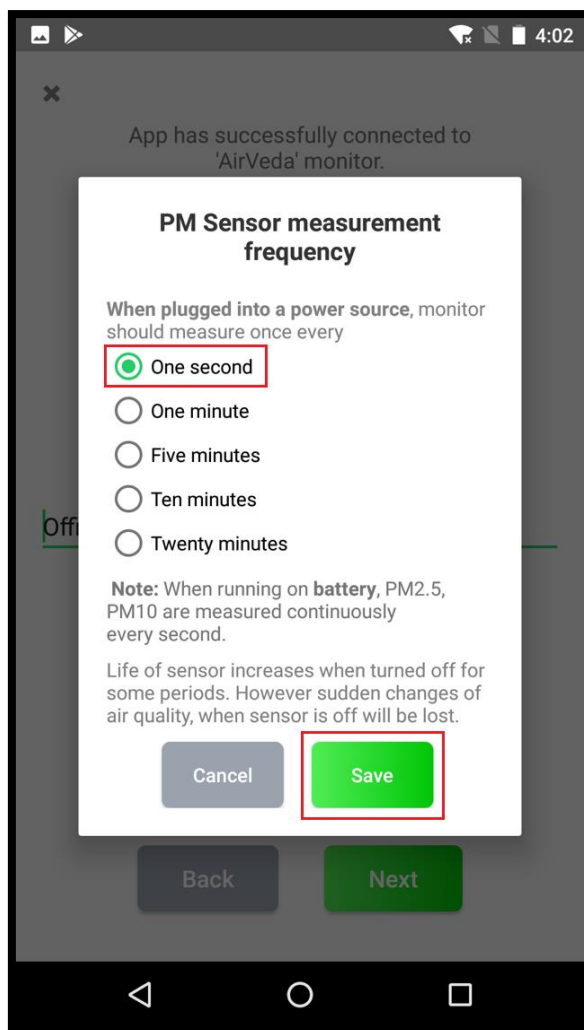 4:02
App has successfully connected to
'AirVeda' monitor.
PM Sensor measurement
frequency
When plugged into a power source, monitor
should measure once every
One second
One minute
Five minutes
Ten minutes
Offi
Twenty minutes
Note: When running on battery, PM2.5,
PM10 are measured continuously
every second.
Life of sensor increases when turned off for
some periods. However sudden changes of
air quality, when sensor is off will be lost.
Cancel Save
Back Next